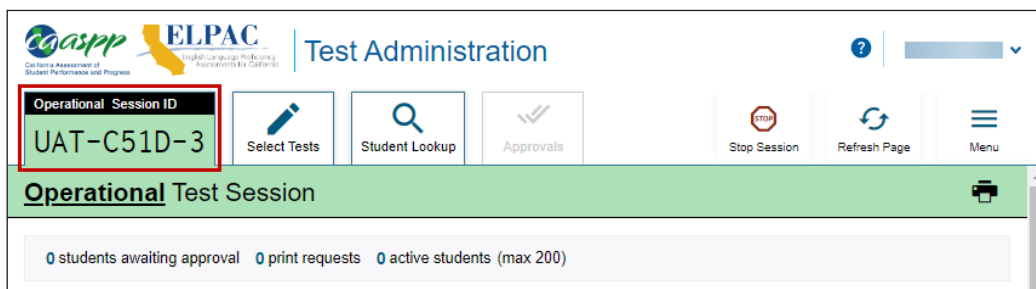 caaspp
California Assessment of
Student Performance and Progress
ELPAC
English Language Proficiency
Assessments for California
Test Administration
?
Operational Session ID
UAT-C51D-3
Select Tests
Student Lookup
Approvals
STOP
Stop Session
Refresh Page
Menu
Operational Test Session
0 students awaiting approval 0 print requests 0 active students (max 200)